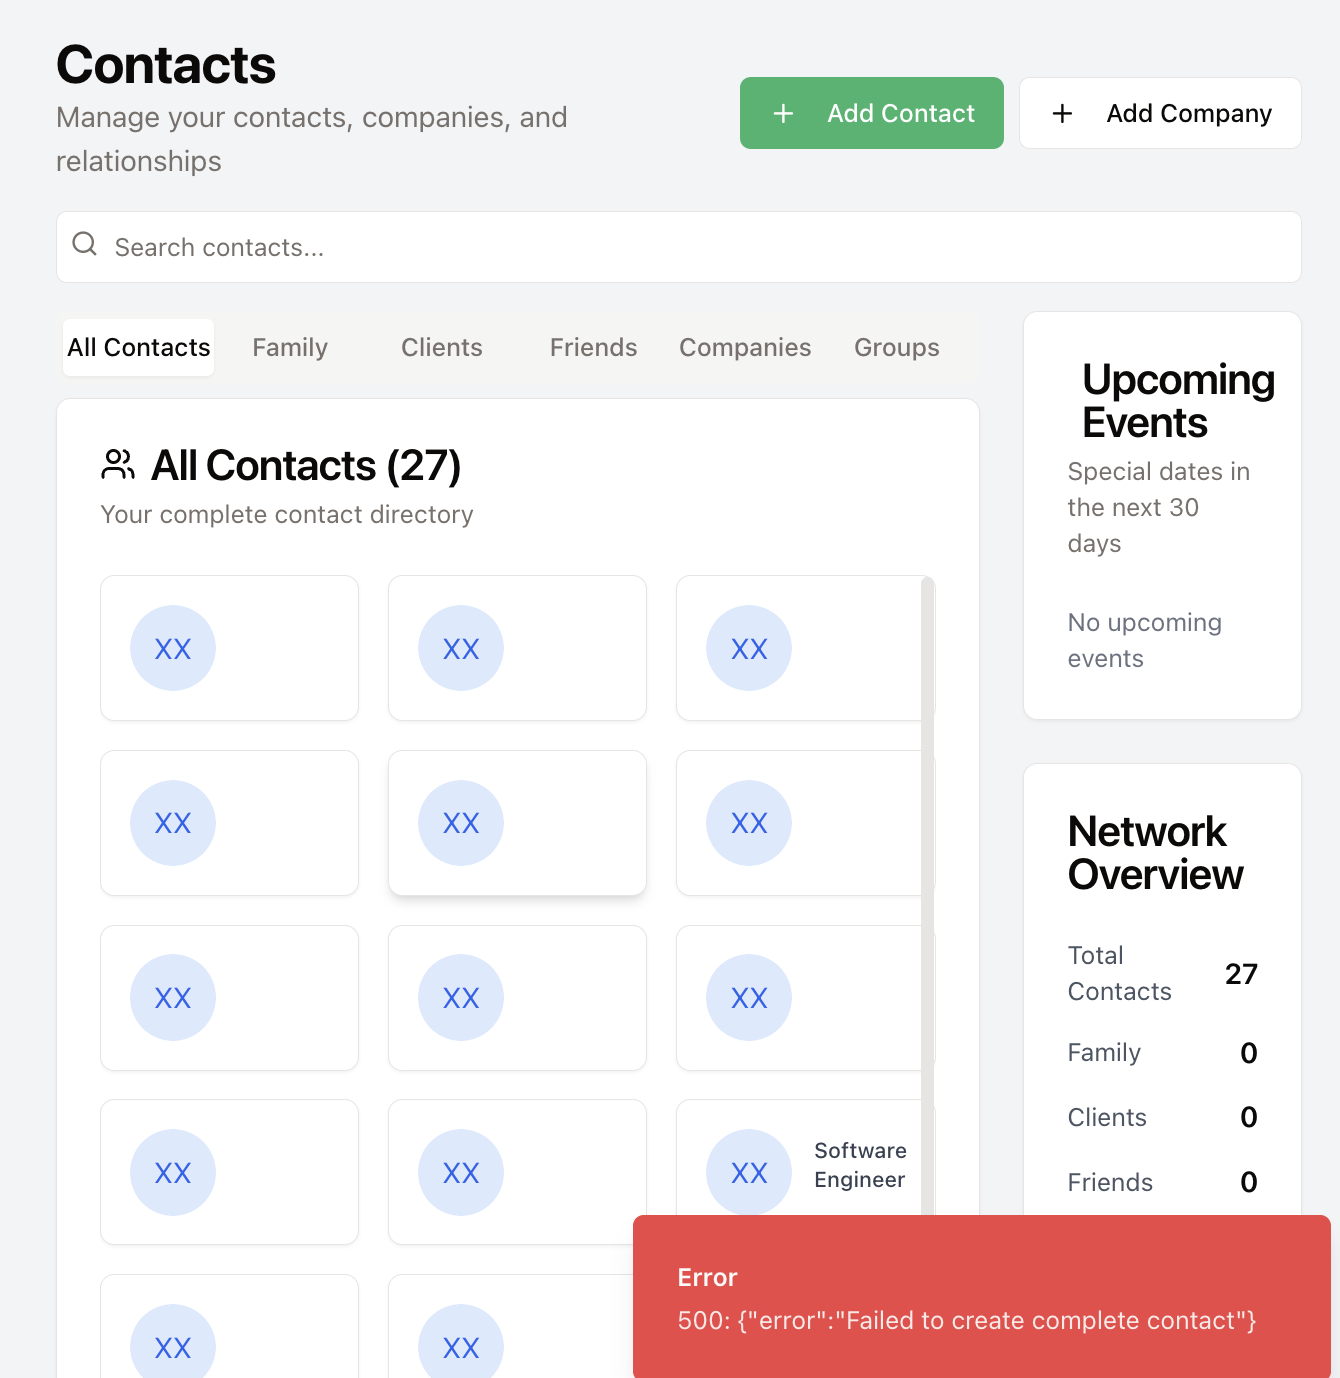 Contacts
Manage your contacts, companies, and
relationships
Add Contact
Add Company
Search contacts...
All Contacts
Family
Clients
Friends
Companies
Groups
All Contacts (27)
Your complete contact directory
XX
XX
XX
XX
XX
XX
XX
XX
XX
XX
XX
XX
Software
Engineer
XX
XX
Upcoming
Events
Special dates in
the next 30
days
No upcoming
events
Network
Overview
Total
Contacts
27
Family
0
Clients
0
Friends
0
Error
500: {"error":"Failed to create complete contact"}